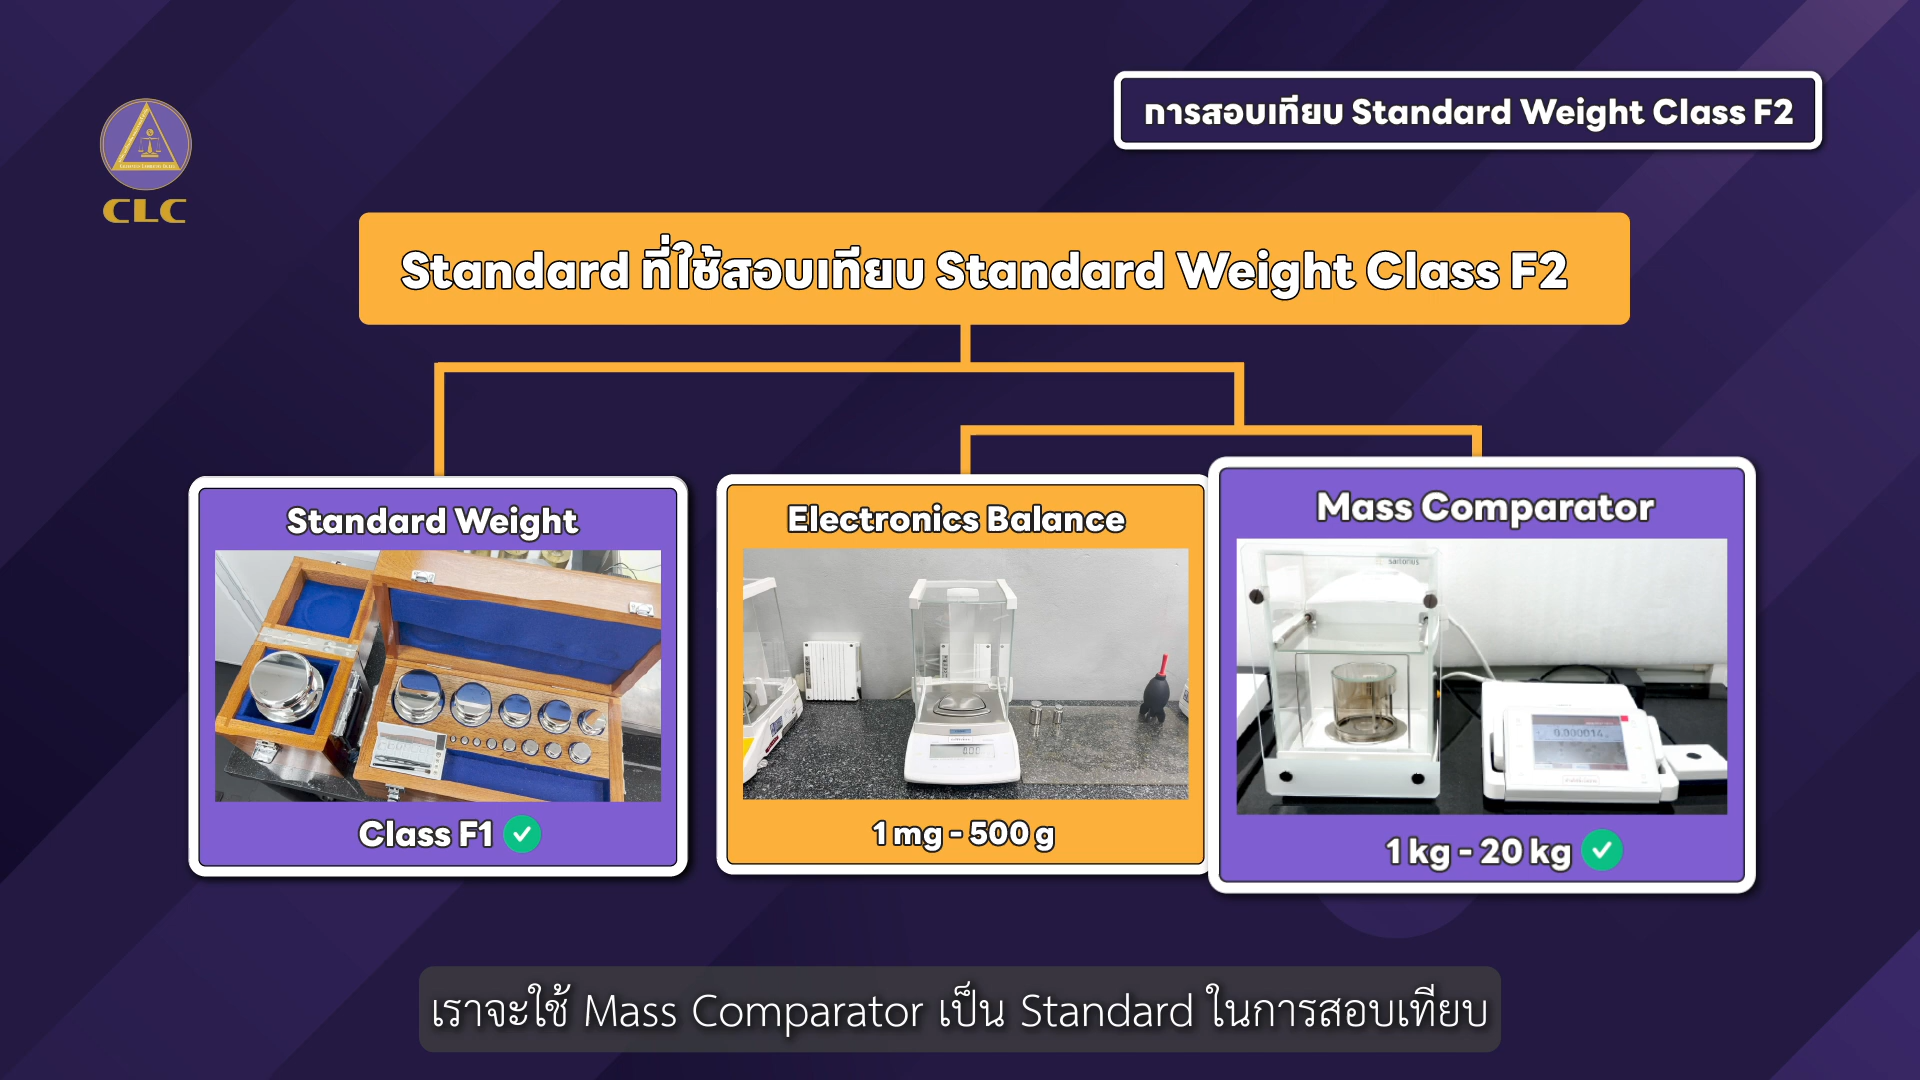 การสอบเทียบ Standard Weight Class F2
CLC
Standard ที่ใช้สอบเทียบ Standard Weight Class F2
Standard Weight
Electronics Balance
Mass Comparator
sartorius
0.000014
Class F1
1 mg - 500 g
1 kg - 20 kg
เราจะใช้ Mass Comparator เป็น Standard ในการสอบเทียบ